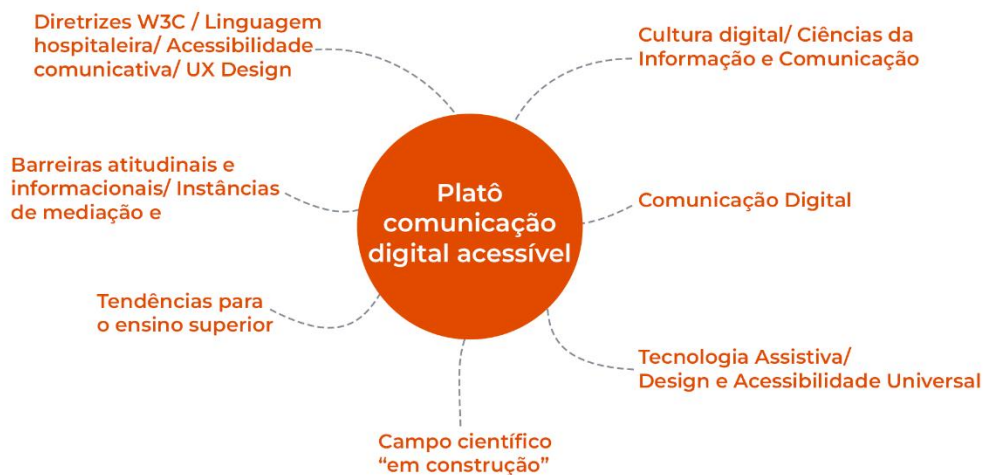 Diretrizes W3C / Linguagem
hospitaleira/ Acessibilidade
comunicativa/ UX Design
Cultura digital/ Ciências da
Informação e Comunicação
Barreiras atitudinais e
informacionais/ Instâncias
de mediação e
Platô
comunicação
digital acessível
Comunicação Digital
Tendências para
o ensino superior
Tecnologia Assistiva/
Design e Acessibilidade Universal
Campo científico
“em construção”